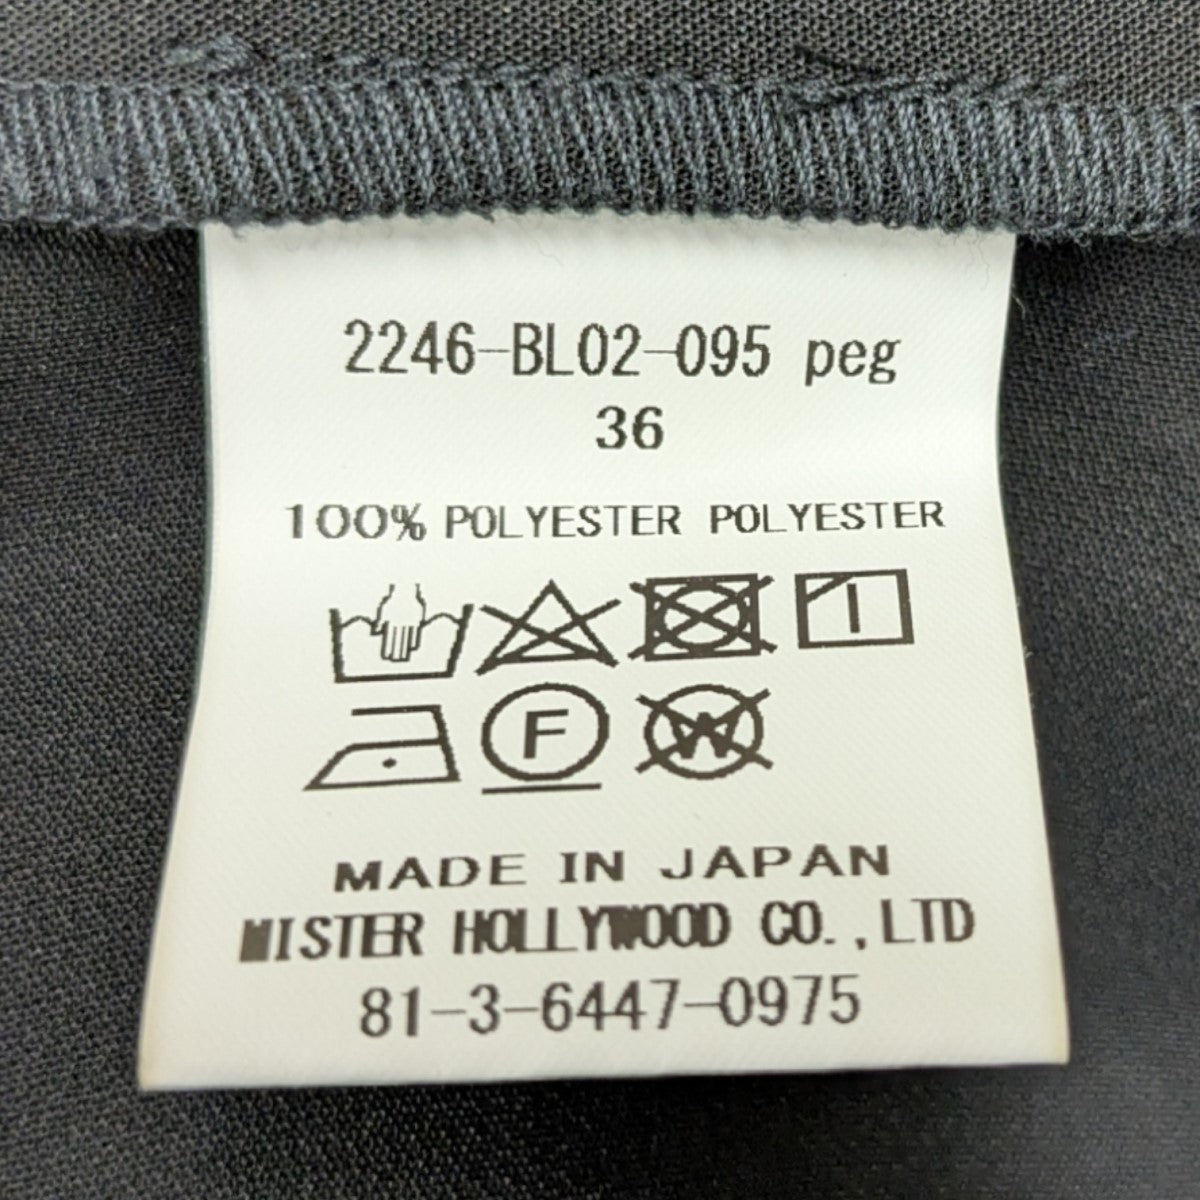 2246-BL02-095 peg
36
100% POLYESTER POLYESTER
F W
MADE IN JAPAN
MISTER HOLLYWOOD CO.,LTD
81-3-6447-0975